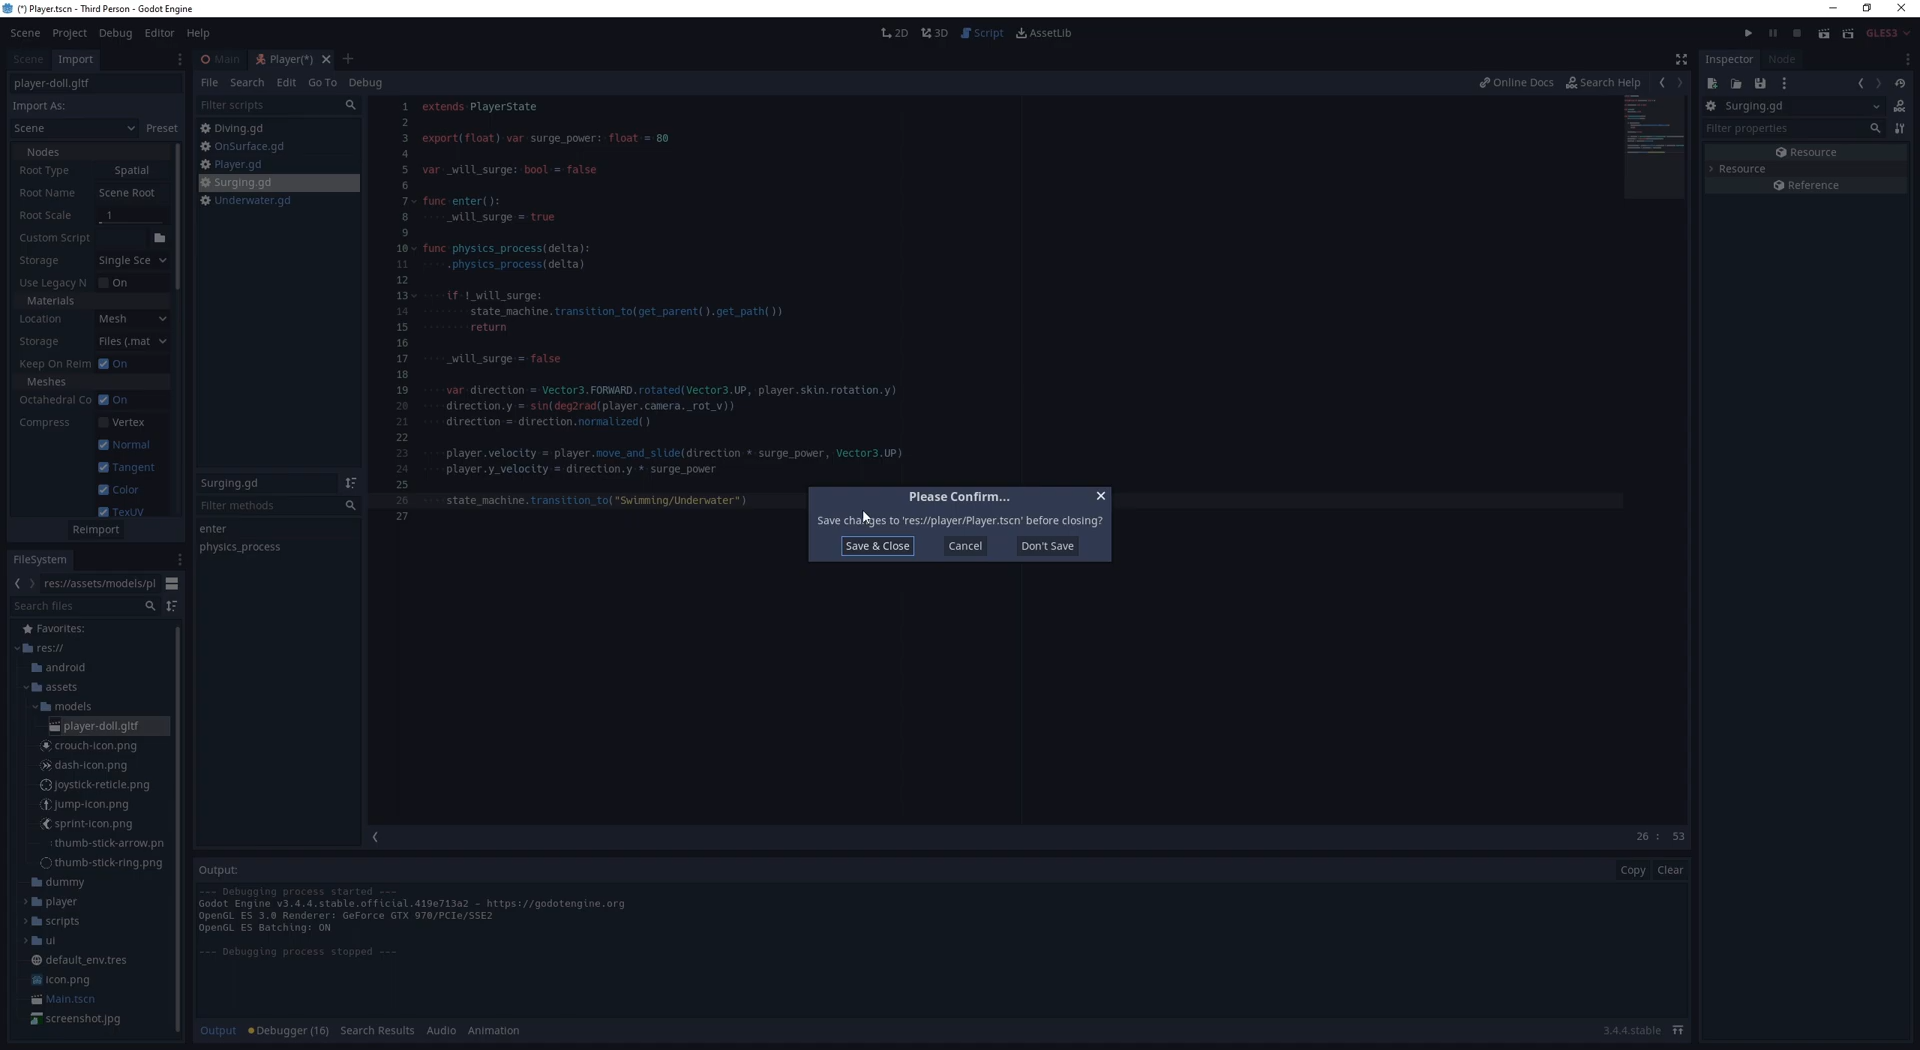 (*) Player.tscn - Third Person - Godot Engine
Scene Project Debug Editor Help
2D 3D Script AssetLib
GLES3
Scene Import
player-doll.gltf
Import As:
Scene Preset
Nodes
Root Type Spatial
Root Name Scene Root
Root Scale 1
Custom Script
Storage Single Sce
Use Legacy N On
Materials
Location Mesh
Storage Files (.mat
Keep On Reim On
Meshes
Octahedral Co On
Compress Vertex
Normal
Tangent
Color
TexUV
Reimport
FileSystem
res://assets/models/pl
Search files
Favorites:
res://
android
assets
models
player-doll.gltf
crouch-icon.png
dash-icon.png
joystick-reticle.png
jump-icon.png
sprint-icon.png
thumb-stick-arrow.pn
thumb-stick-ring.png
dummy
player
scripts
ui
default_env.tres
icon.png
Main.tscn
screenshot.jpg
Main Player(*)
File Search Edit Go To Debug
Online Docs Search Help
Filter scripts
Diving.gd
OnSurface.gd
Player.gd
Surging.gd
Underwater.gd
Surging.gd
Filter methods
enter
physics_process
1 extends PlayerState
2
3 export(float) var surge_power: float = 80
4
5 var _will_surge: bool = false
6
7 func enter():
8 _will_surge = true
9
10 func physics_process(delta):
11 .physics_process(delta)
12
13 if !_will_surge:
14 state_machine.transition_to(get_parent().get_path())
15 return
16
17 _will_surge = false
18
19 var direction = Vector3.FORWARD.rotated(Vector3.UP, player.skin.rotation.y)
20 direction.y = sin(deg2rad(player.camera._rot_v))
21 direction = direction.normalized()
22
23 player.velocity = player.move_and_slide(direction * surge_power, Vector3.UP)
24 player.y_velocity = direction.y * surge_power
25
26 state_machine.transition_to("Swimming/Underwater")
27
26 : 53
Please Confirm...
Save changes to 'res://player/Player.tscn' before closing?
Save & Close Cancel Don't Save
Output:
Copy Clear
--- Debugging process started ---
Godot Engine v3.4.4.stable.official.419e713a2 - https://godotengine.org
OpenGL ES 3.0 Renderer: GeForce GTX 970/PCIe/SSE2
OpenGL ES Batching: ON
--- Debugging process stopped ---
Output Debugger (16) Search Results Audio Animation
3.4.4.stable
Inspector Node
Surging.gd
Filter properties
Resource
Resource
Reference